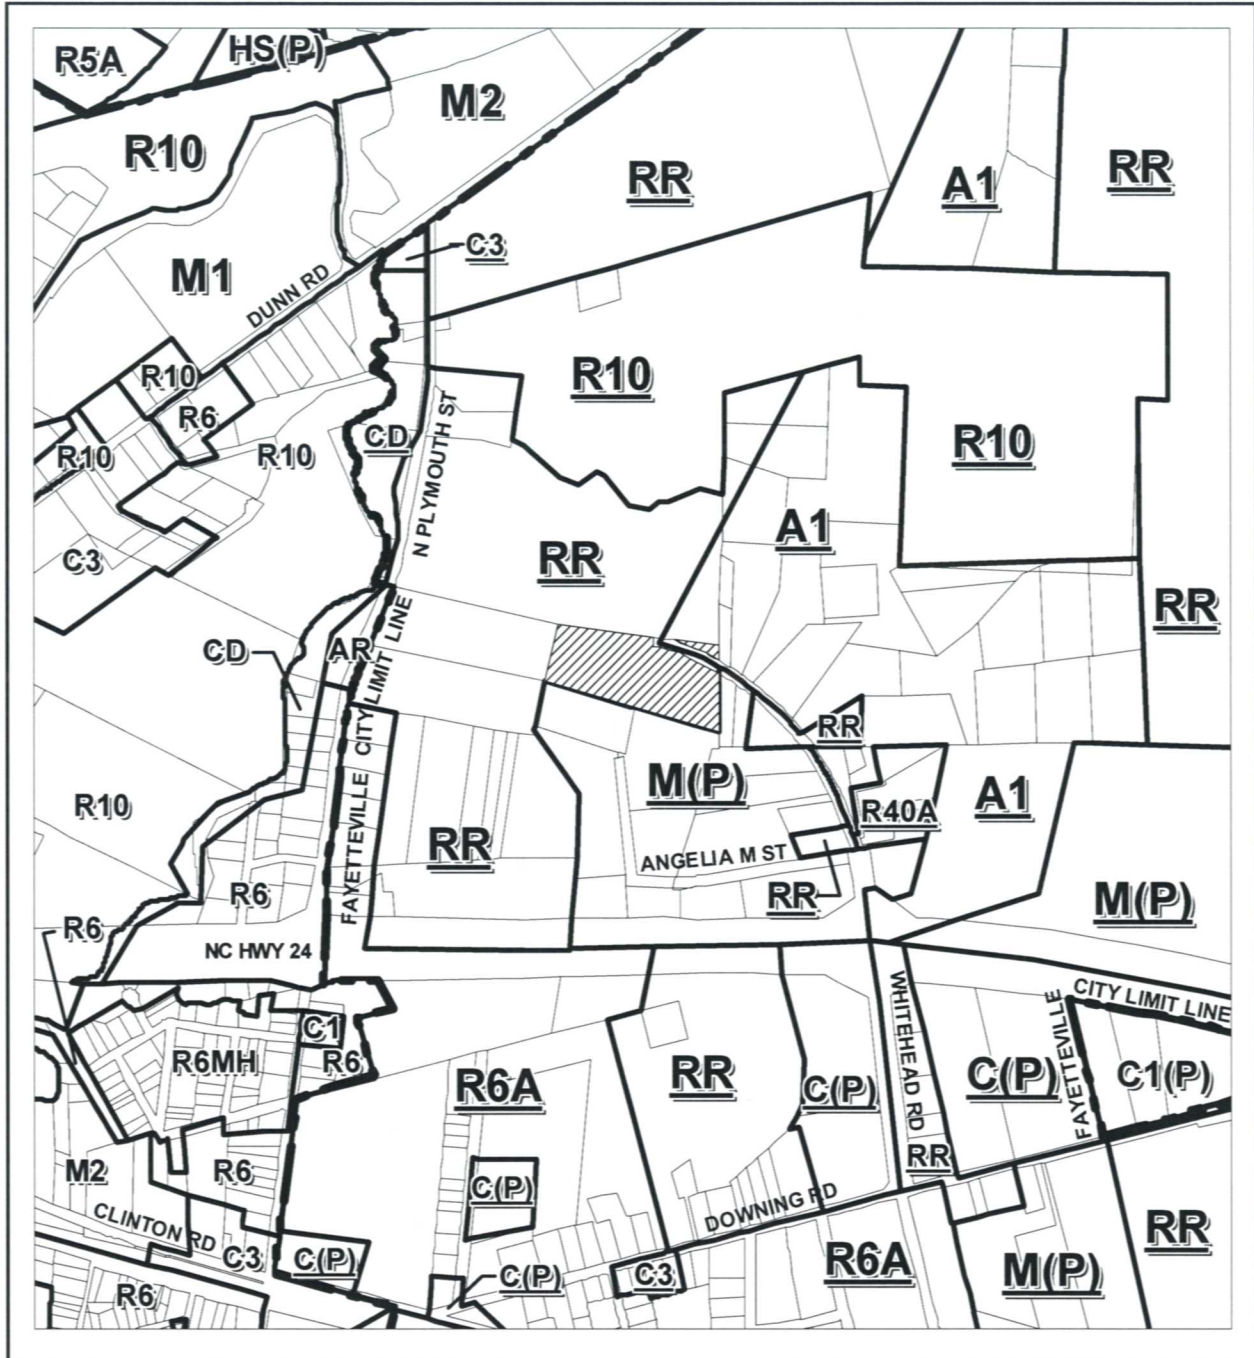 R5A
HS(P)
M2
R10
RR
A1
RR
C3
M1
DUNN RD
R10
R10
R6
R10
R10
CD
N PLYMOUTH ST
R10
A1
C3
RR
RR
CD
AR
FAYETTEVILLE CITY LIMIT LINE
RR
M(P)
R10
RR
R40A
A1
ANGELIA M ST
RR
M(P)
R6
R6
NC HWY 24
WHITEHEAD RD
FAYETTEVILLE
CITY LIMIT LINE
C1
R6MH
R6
R6A
RR
C(P)
C(P)
C1(P)
RR
M2
R6
C(P)
CLINTON RD
C3
C(P)
DOWNING RD
C(P)
C3
R6A
M(P)
RR
R6